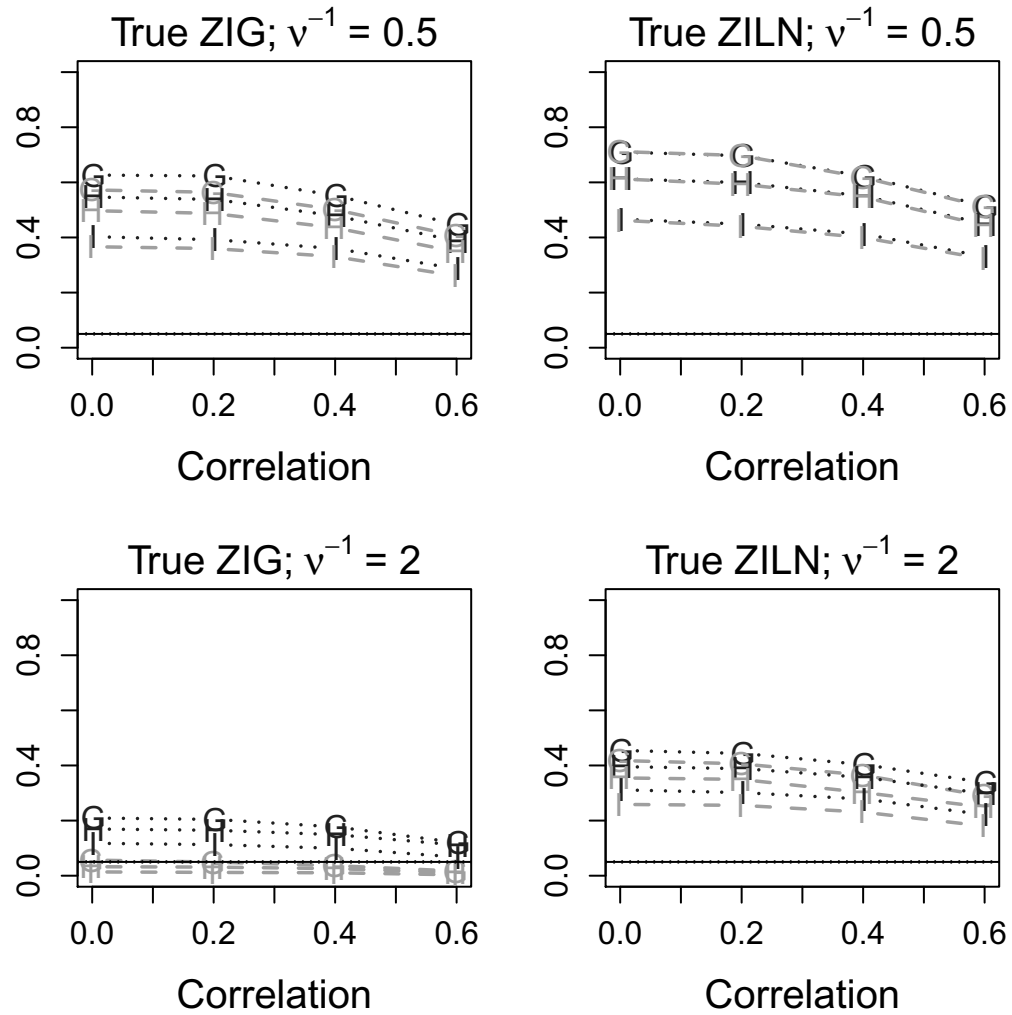 True ZIG; ν⁻¹ = 0.5
0.8
0.4
0.0
G G G G
G G G G
H H H H
H H H H
I I I I
I I I I
0.0 0.2 0.4 0.6
Correlation
True ZILN; ν⁻¹ = 0.5
0.8
0.4
0.0
G G G G
G G G G
H H H H
H H H H
I I I I
I I I I
0.0 0.2 0.4 0.6
Correlation
True ZIG; ν⁻¹ = 2
0.8
0.4
0.0
G G G G
H H H H
I I I I
G G G G
H H H H
I I I I
0.0 0.2 0.4 0.6
Correlation
True ZILN; ν⁻¹ = 2
0.8
0.4
0.0
G G G G
G G G G
H H H H
H H H H
I I I I
I I I I
0.0 0.2 0.4 0.6
Correlation